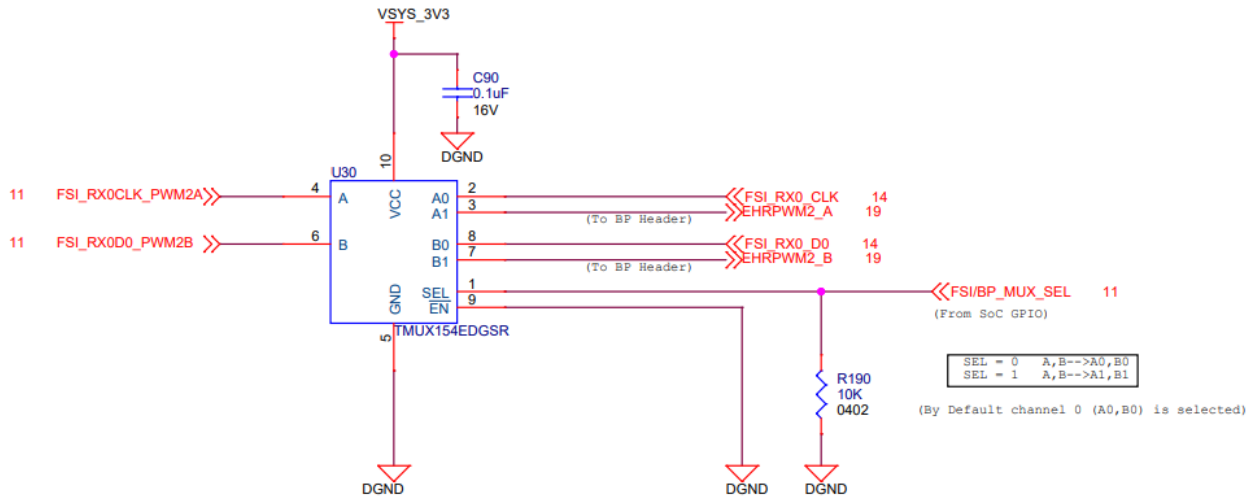 VSYS_3V3
C90
0.1uF
16V
DGND
U30
10
11 FSI_RX0CLK_PWM2A 4 A VCC A0 2 FSI_RX0_CLK 14
A1 3 (To BP Header) EHRPWM2_A 19
11 FSI_RX0D0_PWM2B 6 B B0 8 FSI_RX0_D0 14
B1 7 (To BP Header) EHRPWM2_B 19
GND SEL 1 FSI/BP_MUX_SEL 11
EN 9 (From SoC GPIO)
5 TMUX154EDGSR
SEL = 0 A,B-->A0,B0
SEL = 1 A,B-->A1,B1
R190
10K
0402
(By Default channel 0 (A0,B0) is selected)
DGND DGND DGND